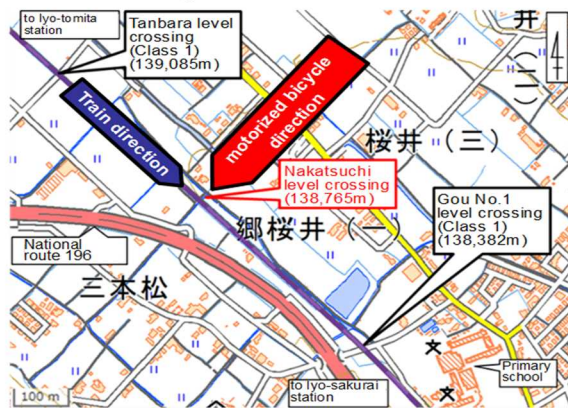 to Iyo-tomita
station
Tanbara level
crossing
(Class 1)
(139,085m)
Train direction
motorized bicycle
direction
井
(二)
桜井(三)
Nakatsuchi
level crossing
(138,765m)
Gou No.1
level crossing
(Class 1)
(138,382m)
郷桜井(一)
National
route 196
三本松
Primary
school
to Iyo-sakurai
station
100 m